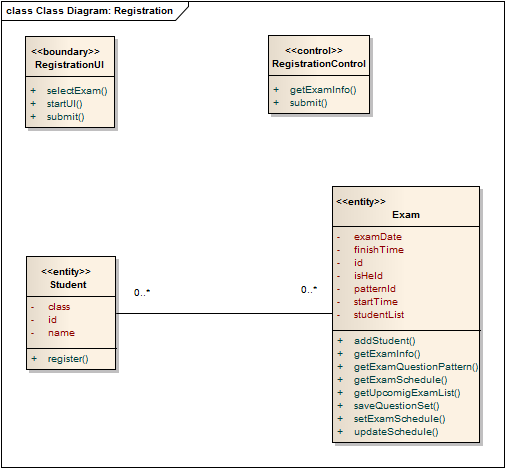 class Class Diagram: Registration
<<boundary>>
RegistrationUI
+ selectExam()
+ startUI()
+ submit()
<<control>>
RegistrationControl
+ getExamInfo()
+ submit()
<<entity>>
Student
- class
- id
- name
+ register()
0..*
0..*
<<entity>>
Exam
- examDate
- finishTime
- id
- isHeld
- patternId
- startTime
- studentList
+ addStudent()
+ getExamInfo()
+ getExamQuestionPattern()
+ getExamSchedule()
+ getUpcomigExamList()
+ saveQuestionSet()
+ setExamSchedule()
+ updateSchedule()